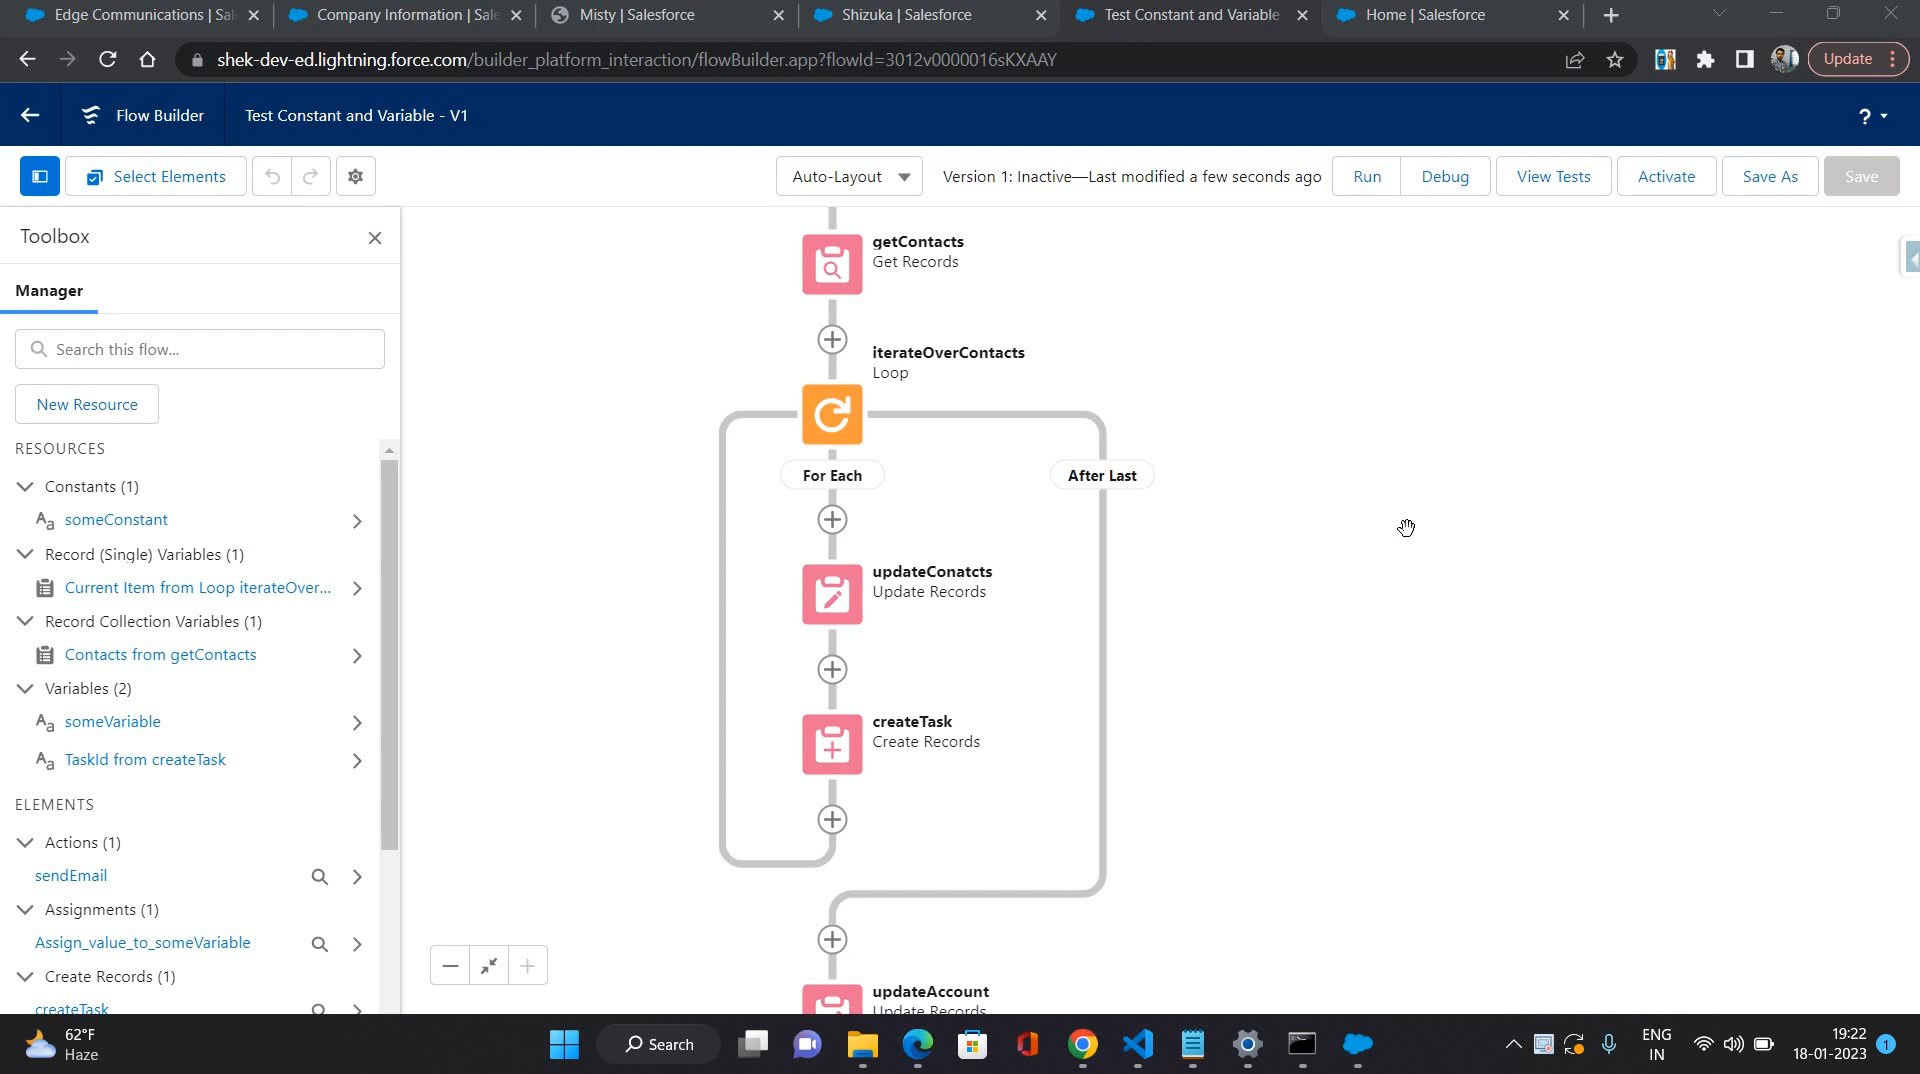 Edge Communications | Sal
Company Information | Sale
Misty | Salesforce
Shizuka | Salesforce
Test Constant and Variable
Home | Salesforce
shek-dev-ed.lightning.force.com/builder_platform_interaction/flowBuilder.app?flowId=3012v0000016sKXAAY
Update
Flow Builder
Test Constant and Variable - V1
?
Select Elements
Auto-Layout
Version 1: Inactive—Last modified a few seconds ago
Run
Debug
View Tests
Activate
Save As
Save
Toolbox
Manager
Search this flow...
New Resource
RESOURCES
Constants (1)
someConstant
Record (Single) Variables (1)
Current Item from Loop iterateOver...
Record Collection Variables (1)
Contacts from getContacts
Variables (2)
someVariable
TaskId from createTask
ELEMENTS
Actions (1)
sendEmail
Assignments (1)
Assign_value_to_someVariable
Create Records (1)
createTask
getContacts
Get Records
iterateOverContacts
Loop
For Each
After Last
updateConatcts
Update Records
createTask
Create Records
updateAccount
Update Records
62°F
Haze
Search
ENG
IN
19:22
18-01-2023
1